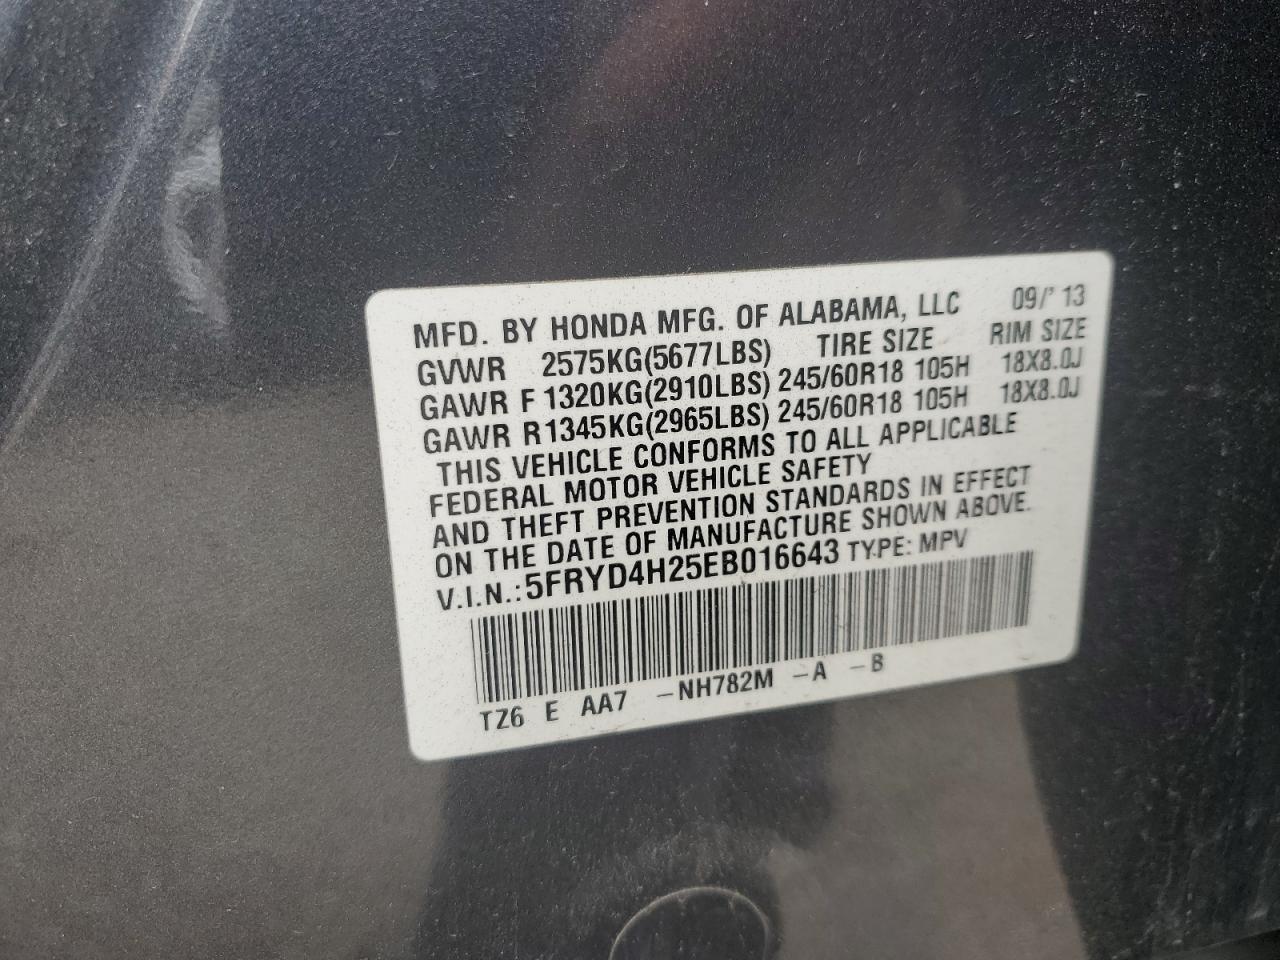 MFD. BY HONDA MFG. OF ALABAMA, LLC 09/' 13
GVWR 2575KG(5677LBS) TIRE SIZE RIM SIZE
GAWR F 1320KG(2910LBS) 245/60R18 105H 18X8.0J
GAWR R 1345KG(2965LBS) 245/60R18 105H 18X8.0J
THIS VEHICLE CONFORMS TO ALL APPLICABLE
FEDERAL MOTOR VEHICLE SAFETY
AND THEFT PREVENTION STANDARDS IN EFFECT
ON THE DATE OF MANUFACTURE SHOWN ABOVE.
V.I.N.: 5FRYD4H25EB016643 TYPE: MPV
TZ6 E AA7 -NH782M -A -B